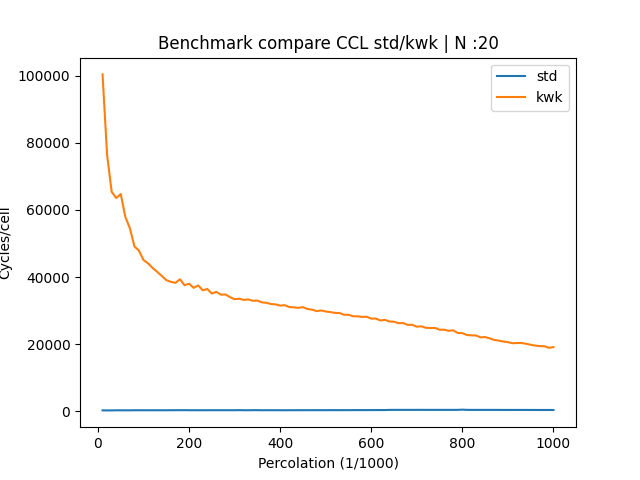 Benchmark compare CCL std/kwk | N :20
std
kwk
100000
80000
60000
40000
20000
0
Cycles/cell
0 200 400 600 800 1000
Percolation (1/1000)